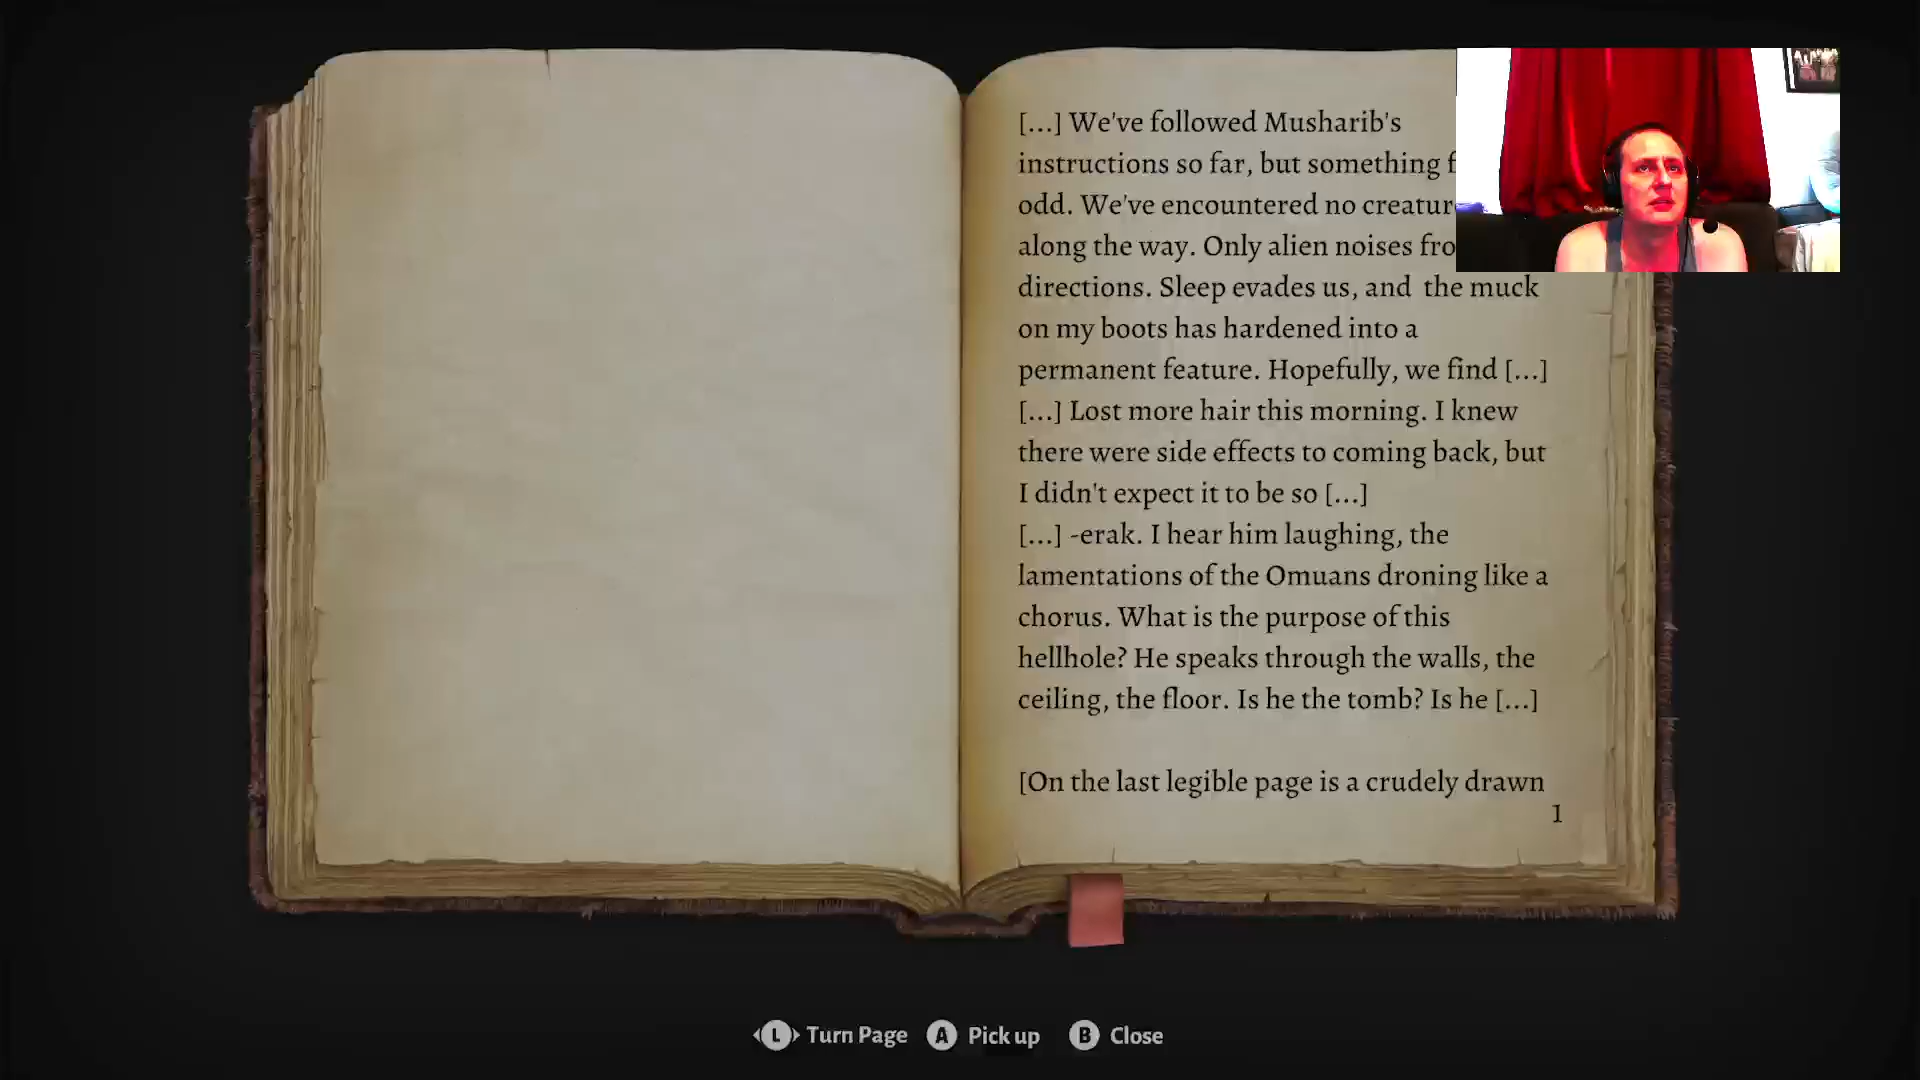 [...] We've followed Musharib's
instructions so far, but something
odd. We've encountered no
along the way. Only alien noises
directions. Sleep evades us, and the muck
on my boots has hardened into a
permanent feature. Hopefully, we find [...]
[...] Lost more hair this morning. I knew
there were side effects to coming back, but
I didn't expect it to be so [...]
[...] -erak. I hear him laughing, the
lamentations of the Omuans droning like a
chorus. What is the purpose of this
hellhole? He speaks through the walls, the
ceiling, the floor. Is he the tomb? Is he [...]
[On the last legible page is a crudely drawn
1
L Turn Page A Pick up B Close